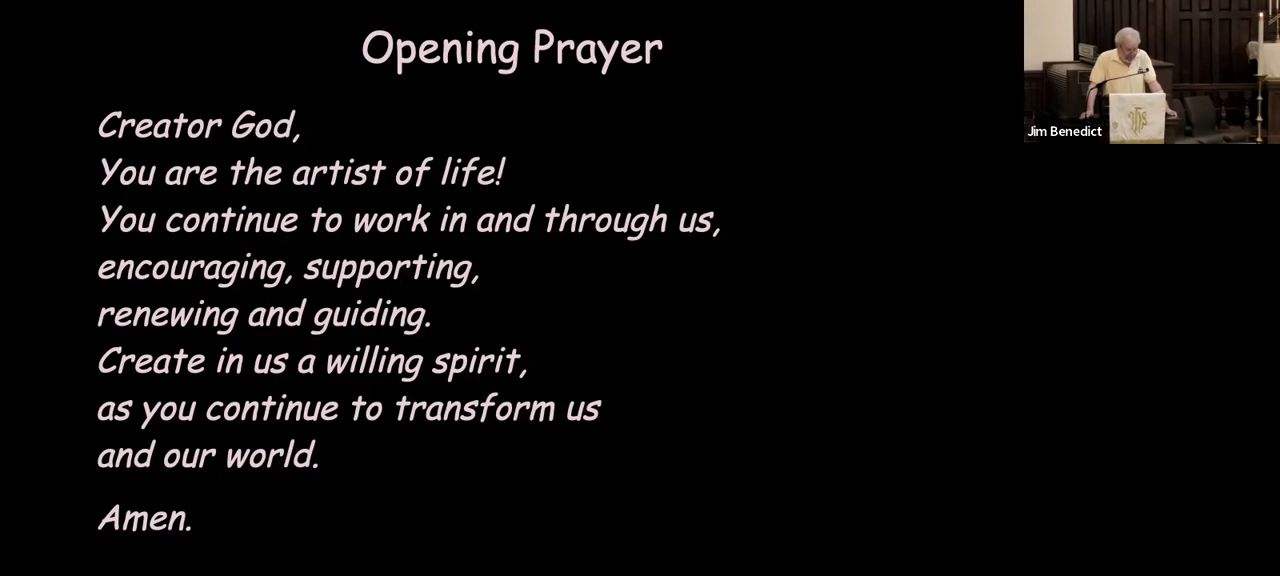 Opening Prayer
Creator God,
You are the artist of life!
You continue to work in and through us,
encouraging, supporting,
renewing and guiding.
Create in us a willing spirit,
as you continue to transform us
and our world.
Amen.
Jim Benedict
IHS